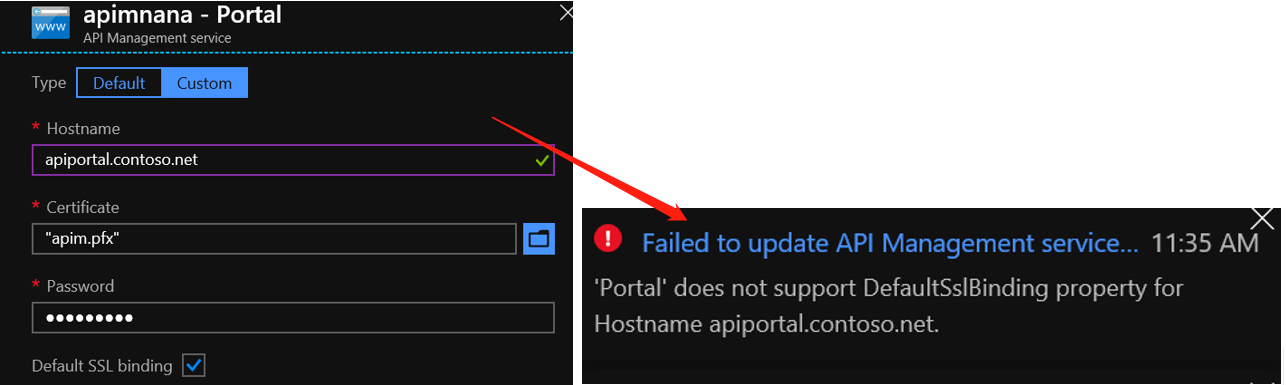 www
apimnana - Portal
API Management service
Type Default Custom
* Hostname
apiportal.contoso.net
* Certificate
"apim.pfx"
* Password
•••••••••
Default SSL binding
Failed to update API Management service... 11:35 AM
'Portal' does not support DefaultSslBinding property for
Hostname apiportal.contoso.net.